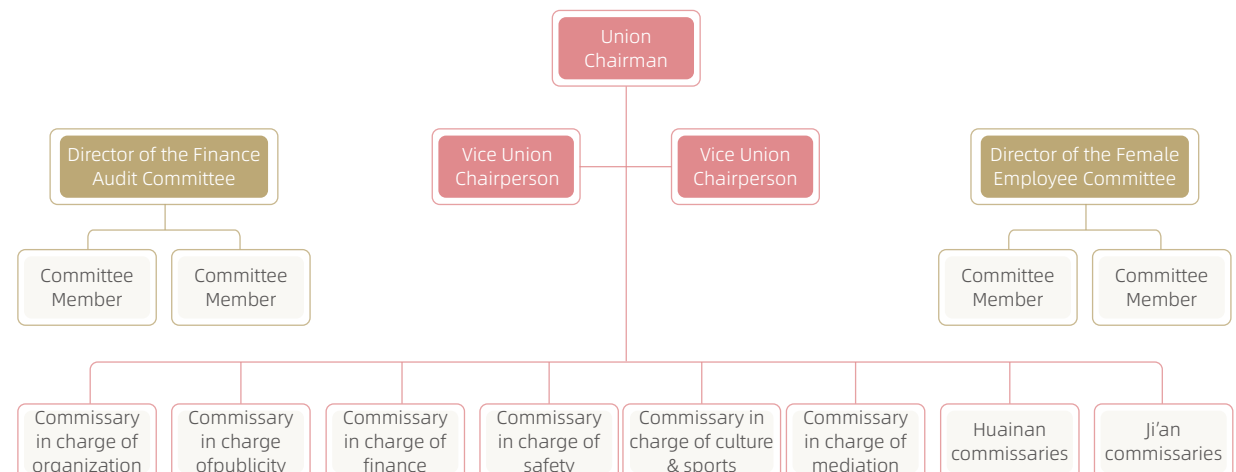 Union
Chairman
Director of the Finance
Audit Committee
Vice Union
Chairperson
Vice Union
Chairperson
Director of the Female
Employee Committee
Committee
Member
Committee
Member
Committee
Member
Committee
Member
Commissary
in charge of
organization
Commissary
in charge
ofpublicity
Commissary
in charge of
finance
Commissary
in charge of
safety
Commissary in
charge of culture
& sports
Commissary
in charge of
mediation
Huainan
commissaries
Ji’an
commissaries